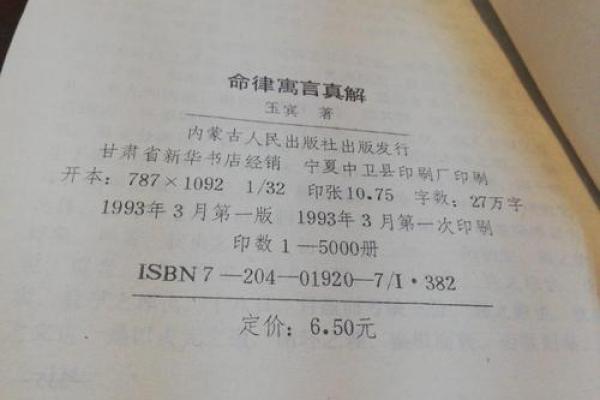 命律寓言真解
玉宾 著
内蒙古人民出版社出版发行
甘肃省新华书店经销 宁夏中卫县印刷厂印刷
开本：787×1092 1/32 印张10.75 字数：27万字
1993年3月第一版 1993年3月第一次印刷
印数1—5000册
ISBN7—204—01920—7/I·382
定价：6.50元